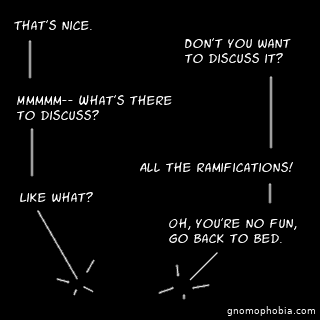 THAT'S NICE.
DON'T YOU WANT
TO DISCUSS IT?
MMMMM-- WHAT'S THERE
TO DISCUSS?
ALL THE RAMIFICATIONS!
LIKE WHAT?
OH, YOU'RE NO FUN,
GO BACK TO BED.
gnomophobia.com